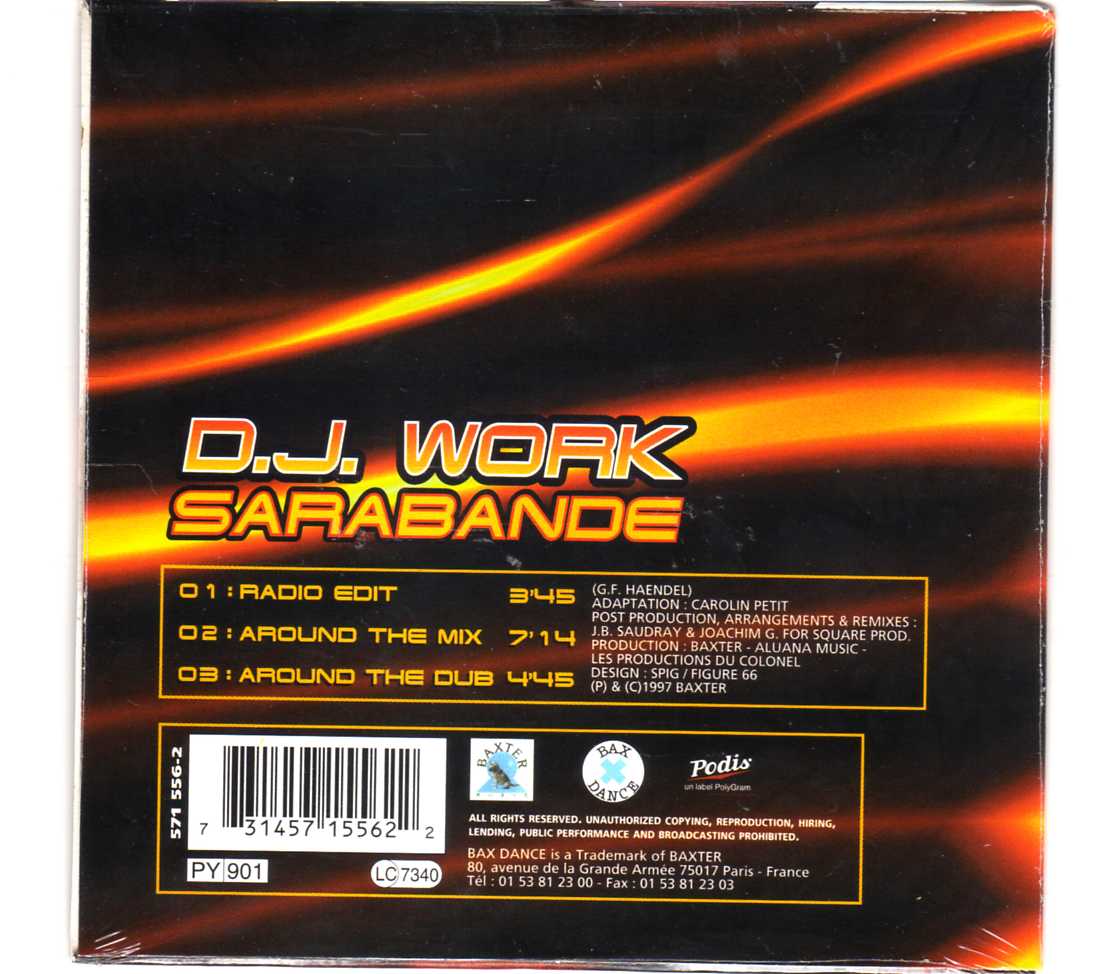 D.J. WORK
SARABANDE
01 : RADIO EDIT 3'45
02 : AROUND THE MIX 7'14
03 : AROUND THE DUB 4'45
(G.F. HAENDEL)
ADAPTATION : CAROLIN PETIT
POST PRODUCTION, ARRANGEMENTS & REMIXES :
J.B. SAUDRAY & JOACHIM G. FOR SQUARE PROD.
PRODUCTION : BAXTER - ALUANA MUSIC -
LES PRODUCTIONS DU COLONEL
DESIGN : SPIG / FIGURE 66
(P) & (C)1997 BAXTER
571 556-2
7 31457 15562 2
PY 901
LC 7340
BAXTER
BAX
DANCE
Podis
un label PolyGram
ALL RIGHTS RESERVED. UNAUTHORIZED COPYING, REPRODUCTION, HIRING,
LENDING, PUBLIC PERFORMANCE AND BROADCASTING PROHIBITED.
BAX DANCE is a Trademark of BAXTER
80, avenue de la Grande Armée 75017 Paris - France
Tél : 01 53 81 23 00 - Fax : 01 53 81 23 03